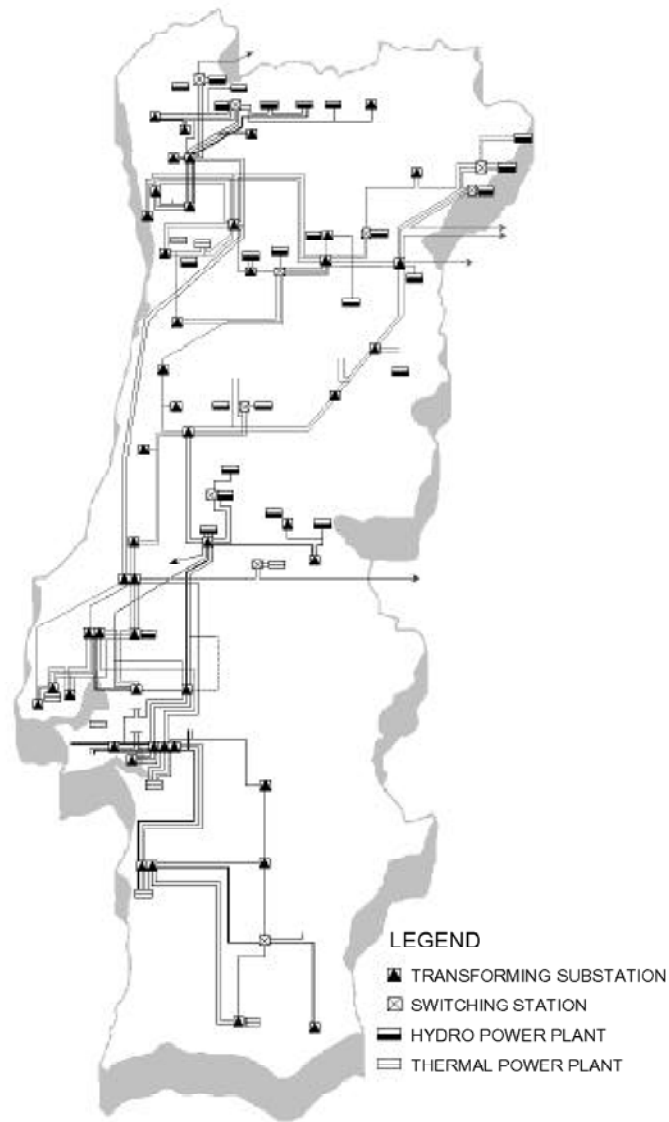 LEGEND
TRANSFORMING SUBSTATION
SWITCHING STATION
HYDRO POWER PLANT
THERMAL POWER PLANT